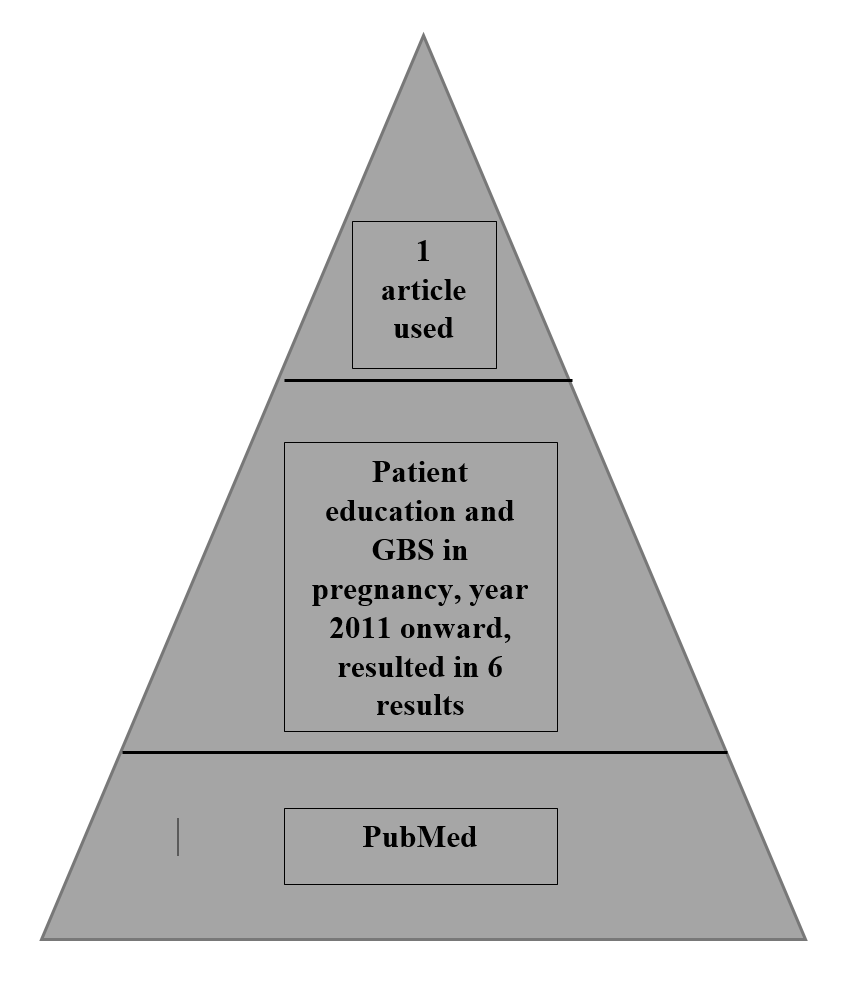 1
article
used
Patient
education and
GBS in
pregnancy, year
2011 onward,
resulted in 6
results
PubMed